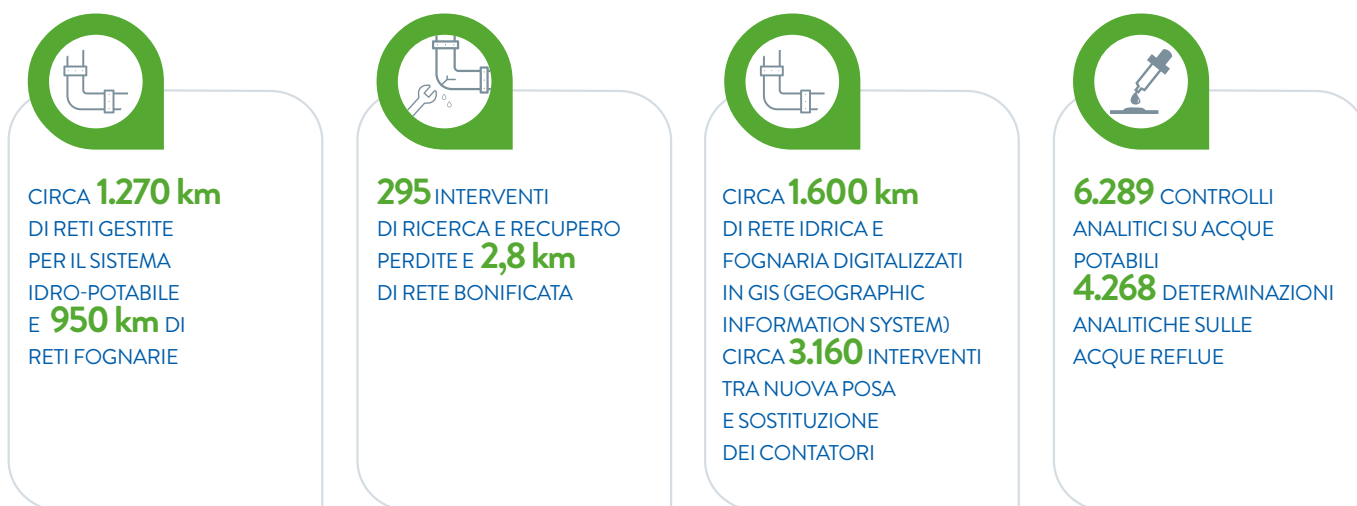 CIRCA 1.270 km
DI RETI GESTITE
PER IL SISTEMA
IDRO-POTABILE
E 950 km DI
RETI FOGNARIE
295 INTERVENTI
DI RICERCA E RECUPERO
PERDITE E 2,8 km
DI RETE BONIFICATA
CIRCA 1.600 km
DI RETE IDRICA E
FOGNARIA DIGITALIZZATI
IN GIS (GEOGRAPHIC
INFORMATION SYSTEM)
CIRCA 3.160 INTERVENTI
TRA NUOVA POSA
E SOSTITUZIONE
DEI CONTATORI
6.289 CONTROLLI
ANALITICI SU ACQUE
POTABILI
4.268 DETERMINAZIONI
ANALITICHE SULLE
ACQUE REFLUE